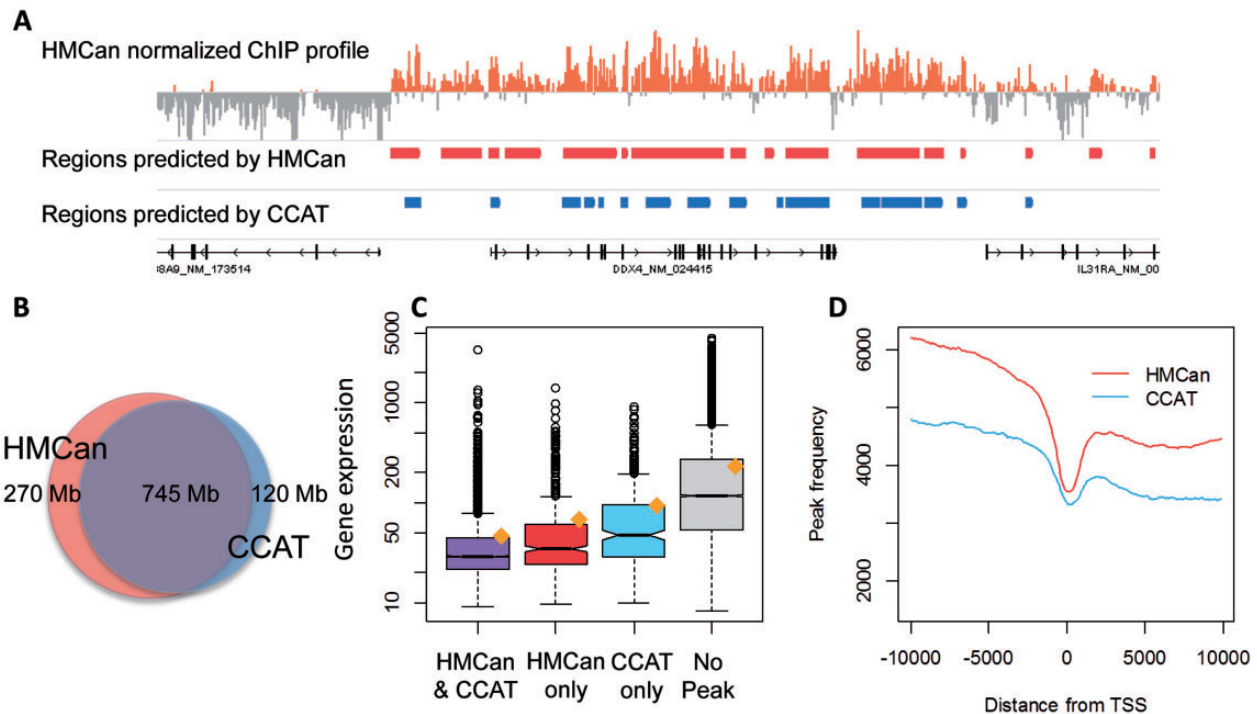 A
HMCan normalized ChIP profile
Regions predicted by HMCan
Regions predicted by CCAT
38A9_NM_173514
DDX4_NM_024415
IL31RA_NM_00
B
HMCan
270 Mb
745 Mb
120 Mb
CCAT
C
Gene expression
5000
1000
200
50
10
HMCan
& CCAT
HMCan
only
CCAT
only
No
Peak
D
Peak frequency
6000
4000
2000
HMCan
CCAT
-10000
-5000
0
5000
10000
Distance from TSS